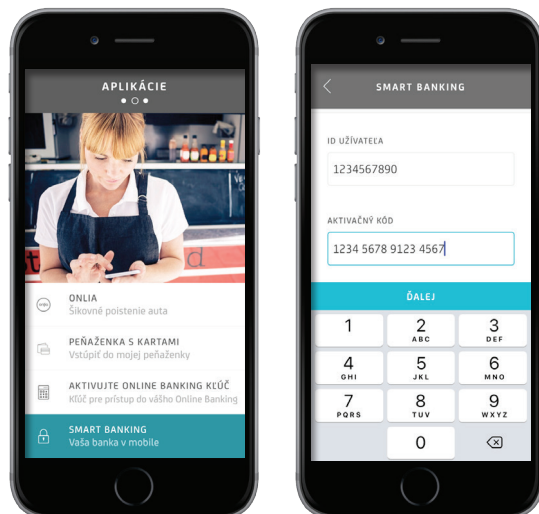 APLIKÁCIE
onlia
ONLIA
Šikovné poistenie auta
PEŇAŽENKA S KARTAMI
Vstúpiť do mojej peňaženky
AKTIVUJTE ONLINE BANKING KĽÚČ
Kľúč pre prístup do vášho Online Banking
SMART BANKING
Vaša banka v mobile
SMART BANKING
ID UŽÍVATEĽA
1234567890
AKTIVAČNÝ KÓD
1234 5678 9123 4567
ĎALEJ
1
2
ABC
3
DEF
4
GHI
5
JKL
6
MNO
7
PQRS
8
TUV
9
WXYZ
0